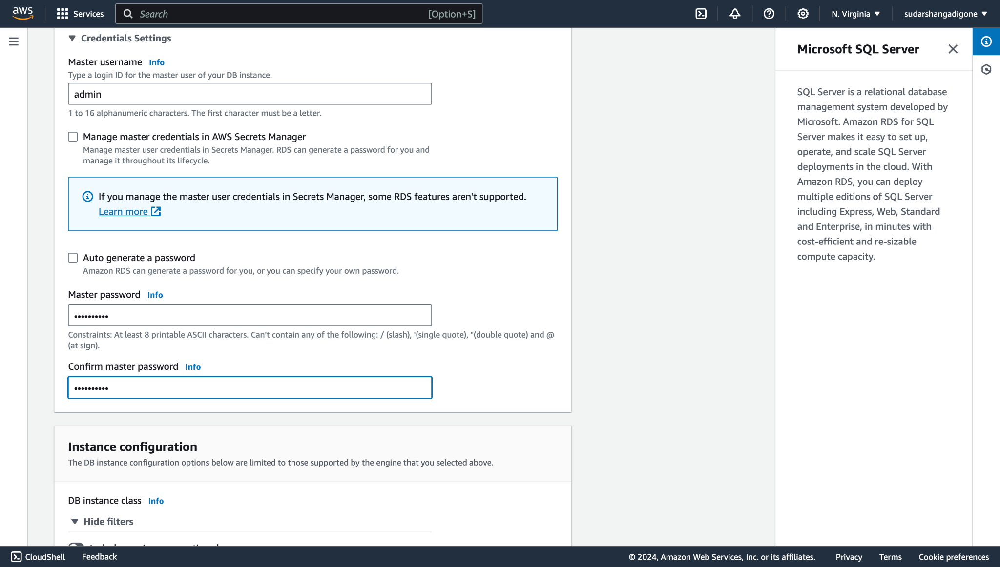 aws
Services
Search
[Option+S]
N. Virginia
sudarshangadigone
Credentials Settings
Master username Info
Type a login ID for the master user of your DB instance.
admin
1 to 16 alphanumeric characters. The first character must be a letter.
Manage master credentials in AWS Secrets Manager
Manage master user credentials in Secrets Manager. RDS can generate a password for you and
manage it throughout its lifecycle.
If you manage the master user credentials in Secrets Manager, some RDS features aren't supported.
Learn more
Auto generate a password
Amazon RDS can generate a password for you, or you can specify your own password.
Master password Info
••••••••••
Constraints: At least 8 printable ASCII characters. Can't contain any of the following: / (slash), '(single quote), "(double quote) and @
(at sign).
Confirm master password Info
••••••••••
Instance configuration
The DB instance configuration options below are limited to those supported by the engine that you selected above.
DB instance class Info
Hide filters
Microsoft SQL Server
SQL Server is a relational database
management system developed by
Microsoft. Amazon RDS for SQL
Server makes it easy to set up,
operate, and scale SQL Server
deployments in the cloud. With
Amazon RDS, you can deploy
multiple editions of SQL Server
including Express, Web, Standard
and Enterprise, in minutes with
cost-efficient and re-sizable
compute capacity.
CloudShell
Feedback
© 2024, Amazon Web Services, Inc. or its affiliates.
Privacy
Terms
Cookie preferences